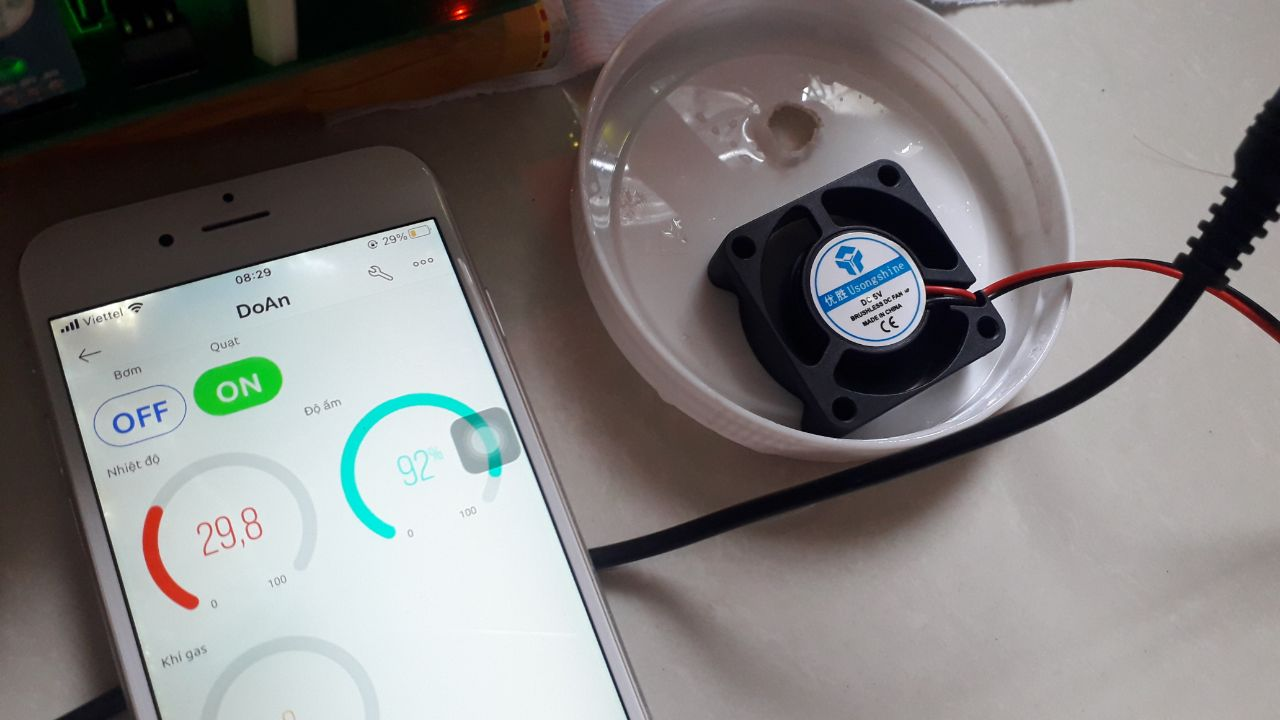 Viettel
08:29
29%
DoAn
Bơm
Quạt
OFF
ON
Nhiệt độ
Độ ẩm
29,8
92%
0
100
0
100
Khí gas
优胜 Usongshine
DC 5V
BRUSHLESS DC FAN
MADE IN CHINA
CE